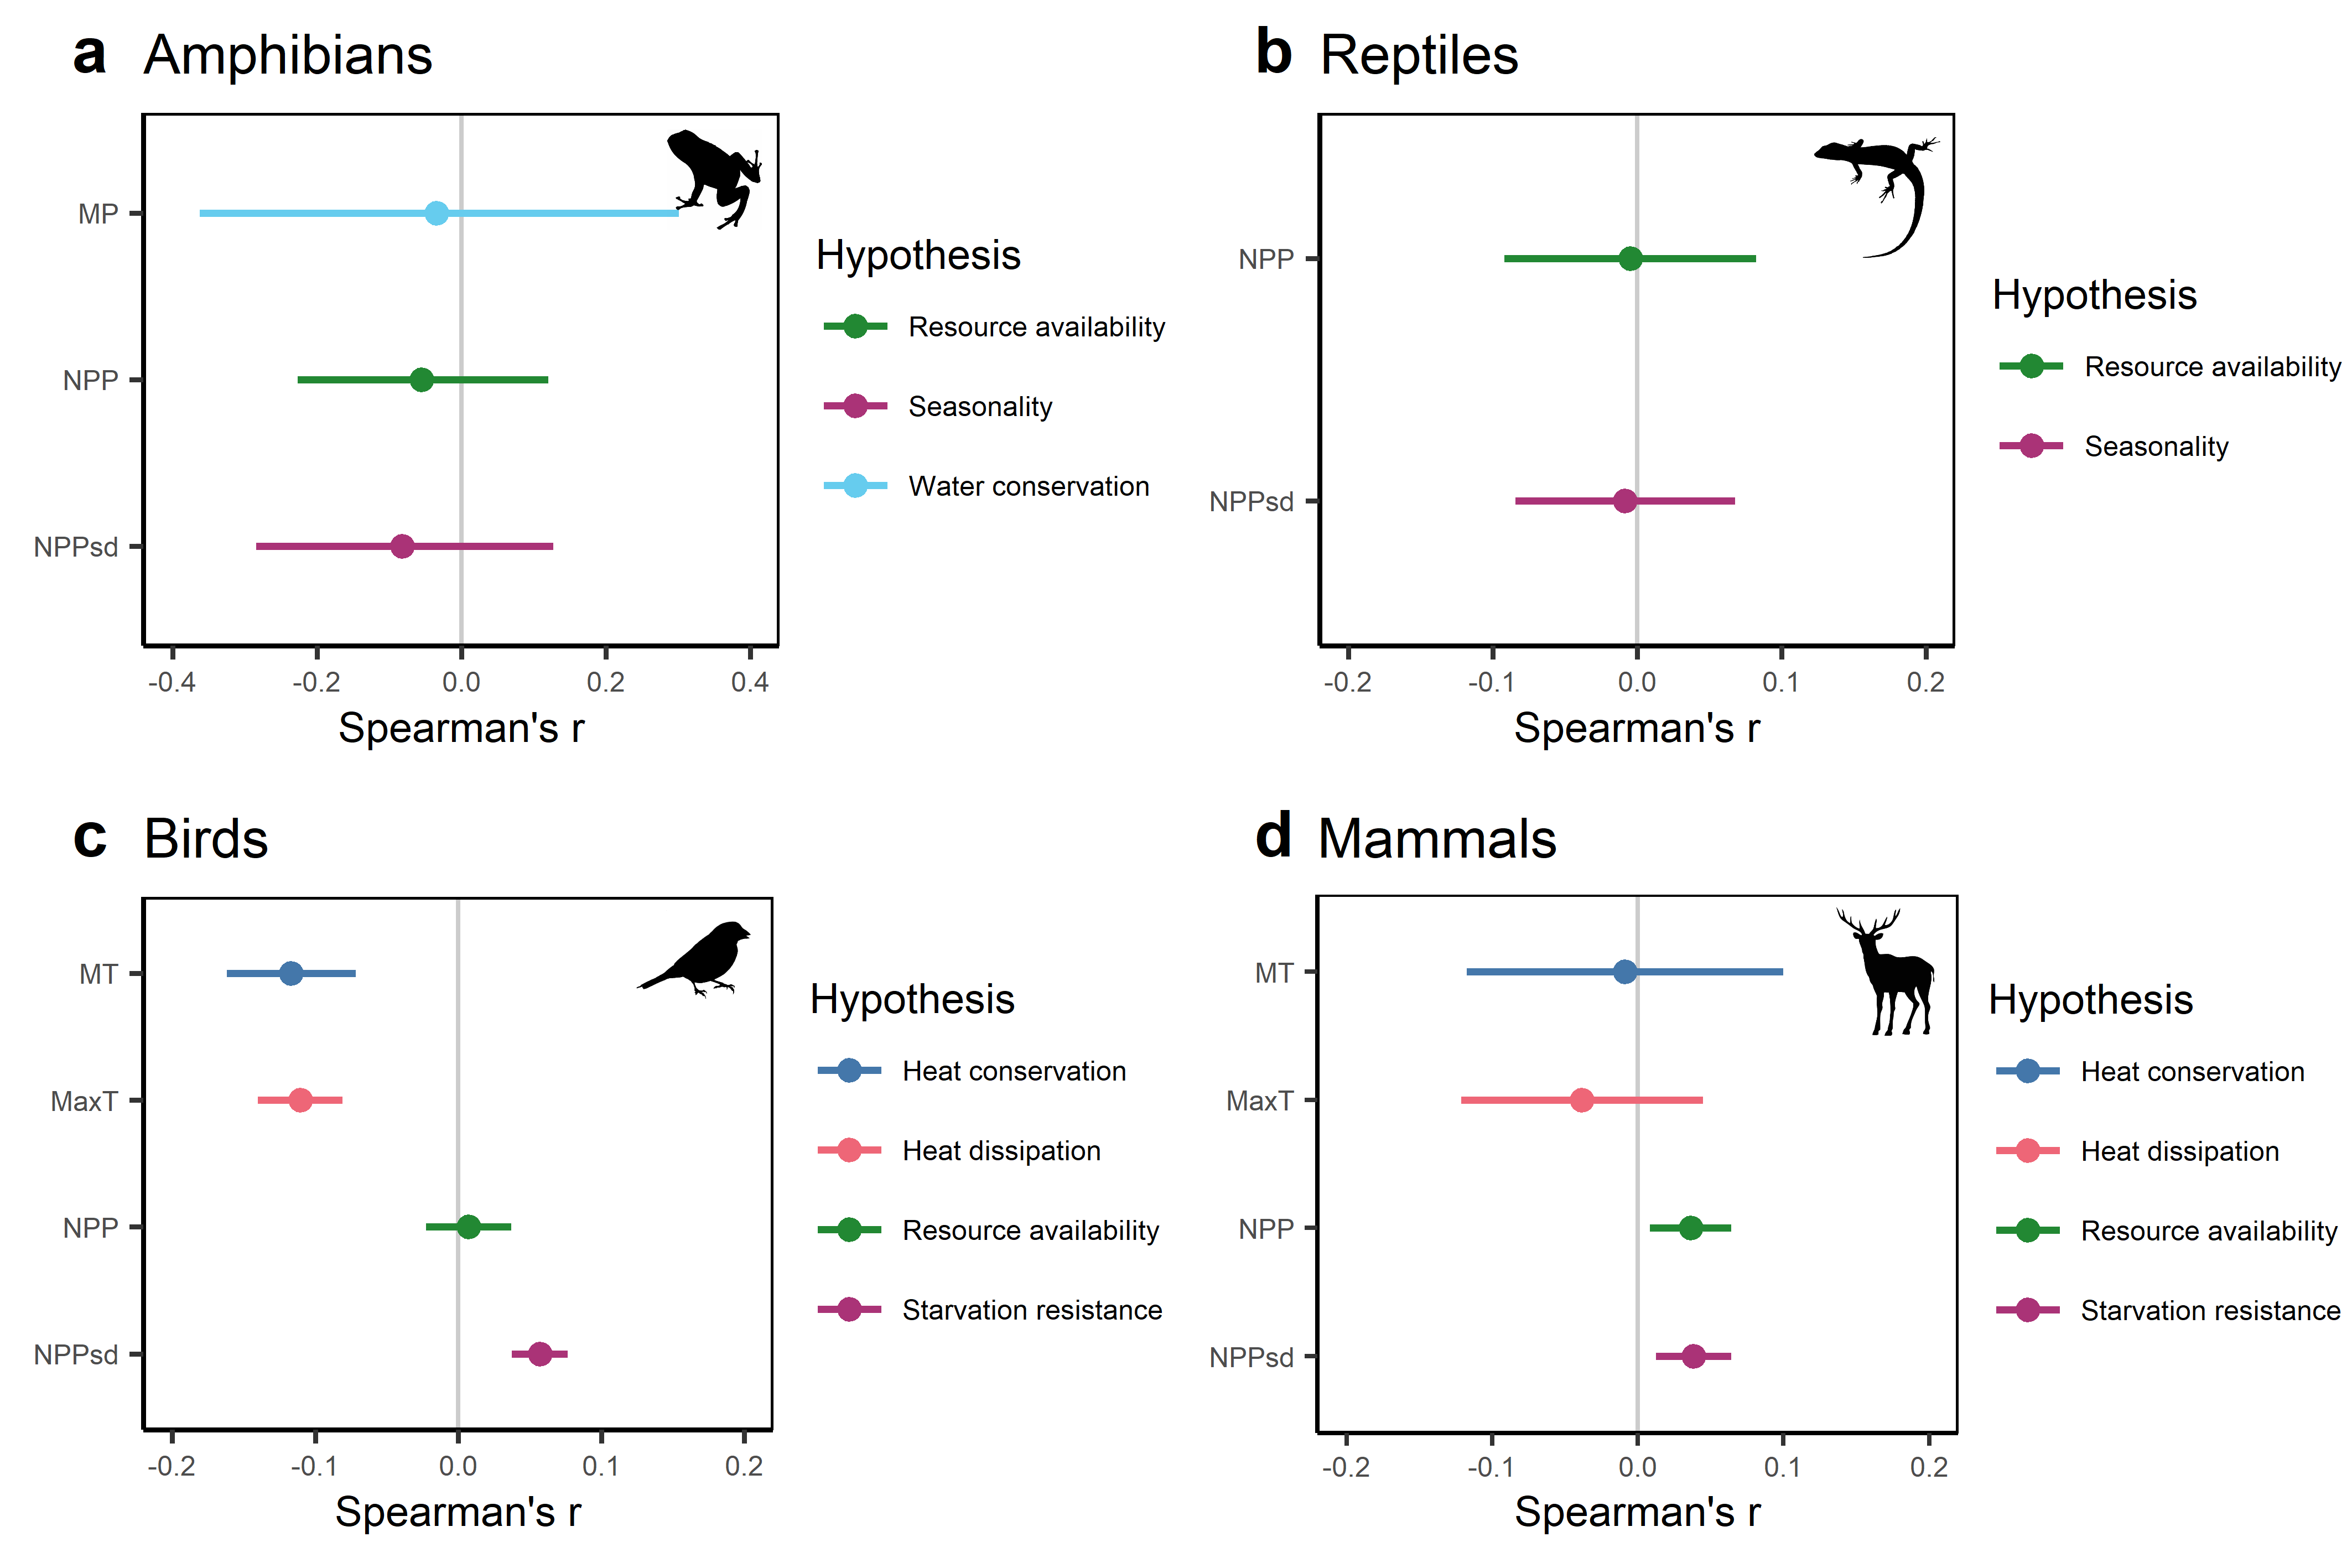 a Amphibians
MP
NPP
NPPsd
-0.4 -0.2 0.0 0.2 0.4
Spearman's r
Hypothesis
Resource availability
Seasonality
Water conservation
b Reptiles
NPP
NPPsd
-0.2 -0.1 0.0 0.1 0.2
Spearman's r
Hypothesis
Resource availability
Seasonality
c Birds
MT
MaxT
NPP
NPPsd
-0.2 -0.1 0.0 0.1 0.2
Spearman's r
Hypothesis
Heat conservation
Heat dissipation
Resource availability
Starvation resistance
d Mammals
MT
MaxT
NPP
NPPsd
-0.2 -0.1 0.0 0.1 0.2
Spearman's r
Hypothesis
Heat conservation
Heat dissipation
Resource availability
Starvation resistance